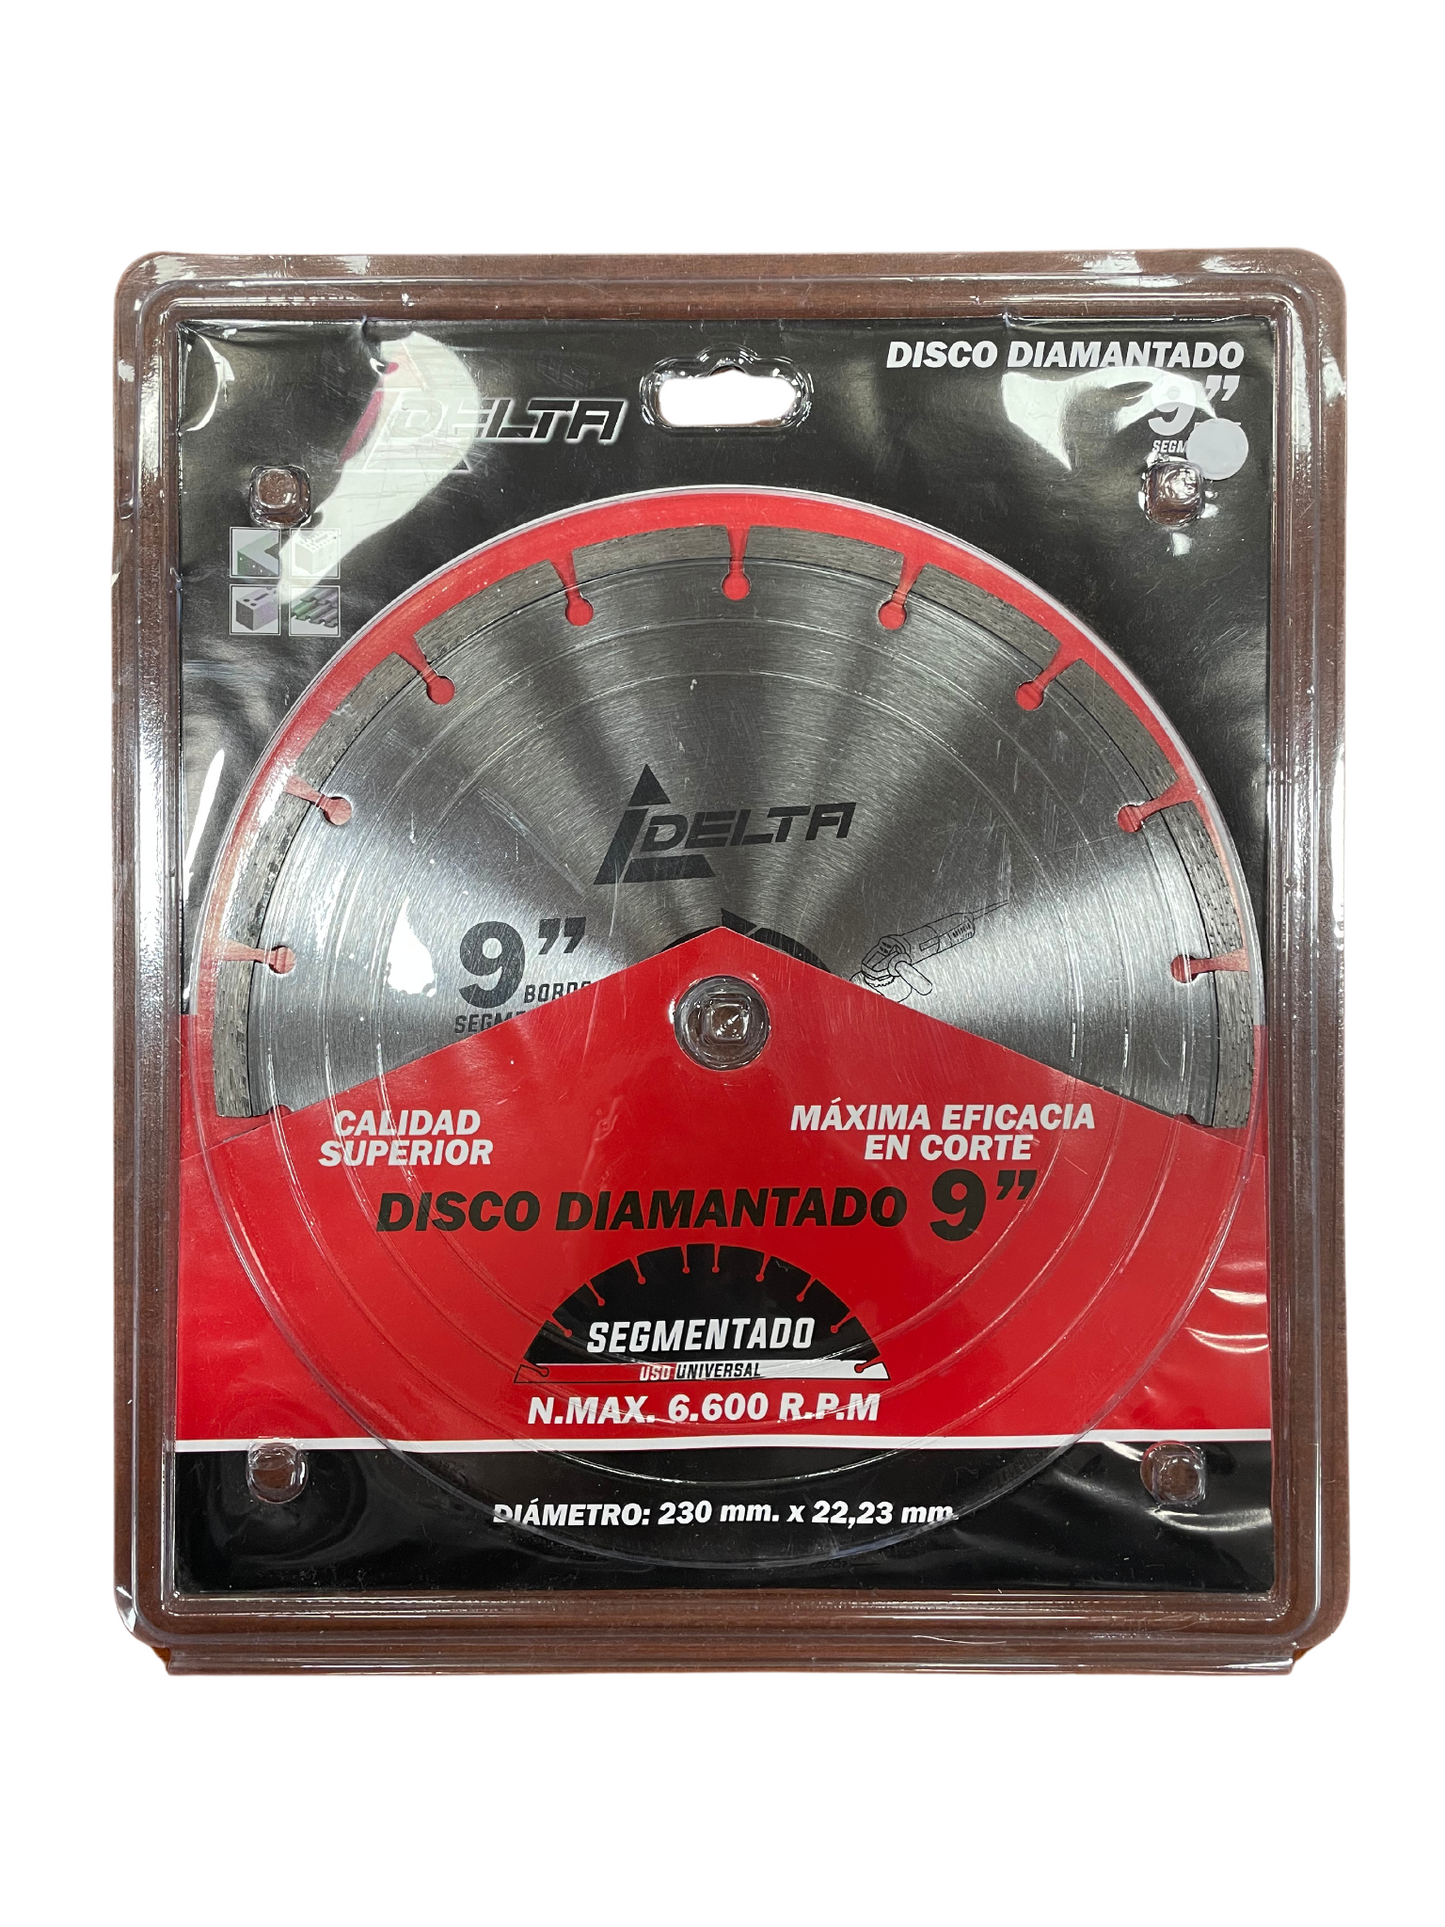 DISCO DIAMANTADO
DELTA
9”
DELTA
9”
CALIDAD
SUPERIOR
MÁXIMA EFICACIA
EN CORTE
DISCO DIAMANTADO 9”
SEGMENTADO
USO UNIVERSAL
N.MAX. 6.600 R.P.M
DIÁMETRO: 230 mm. x 22,23 mm.